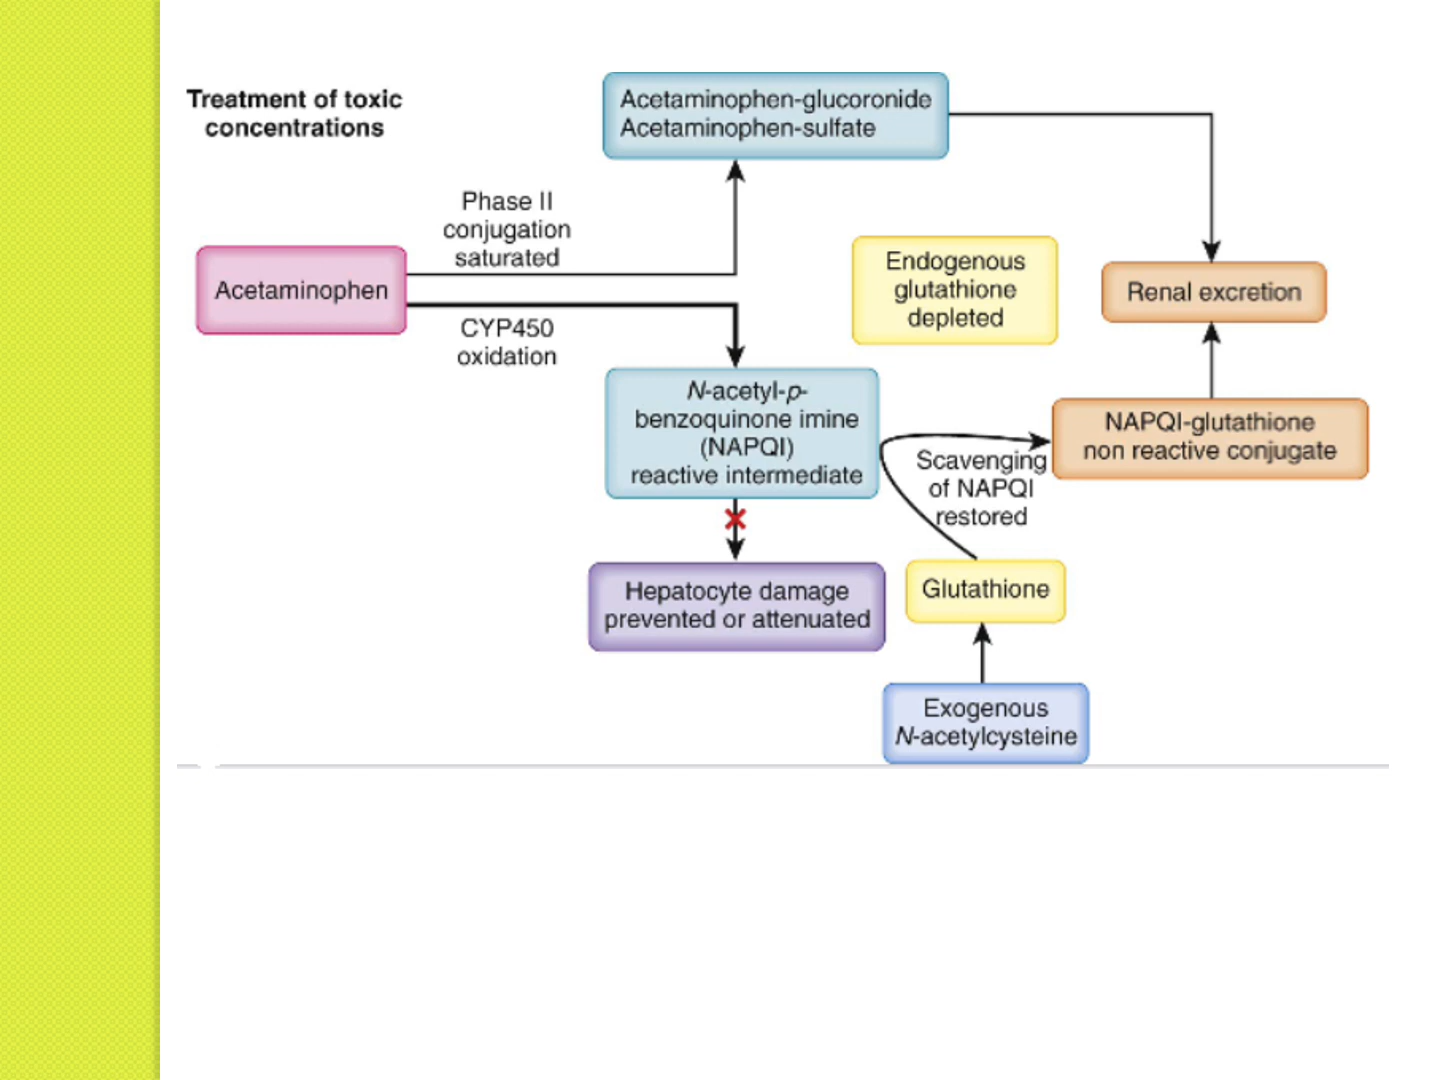 Treatment of toxic
concentrations
Acetaminophen-glucoronide
Acetaminophen-sulfate
Phase II
conjugation
saturated
Acetaminophen
CYP450
oxidation
Endogenous
glutathione
depleted
Renal excretion
N-acetyl-p-
benzoquinone imine
(NAPQI)
reactive intermediate
NAPQI-glutathione
non reactive conjugate
Scavenging
of NAPQI
restored
Hepatocyte damage
prevented or attenuated
Glutathione
Exogenous
N-acetylcysteine